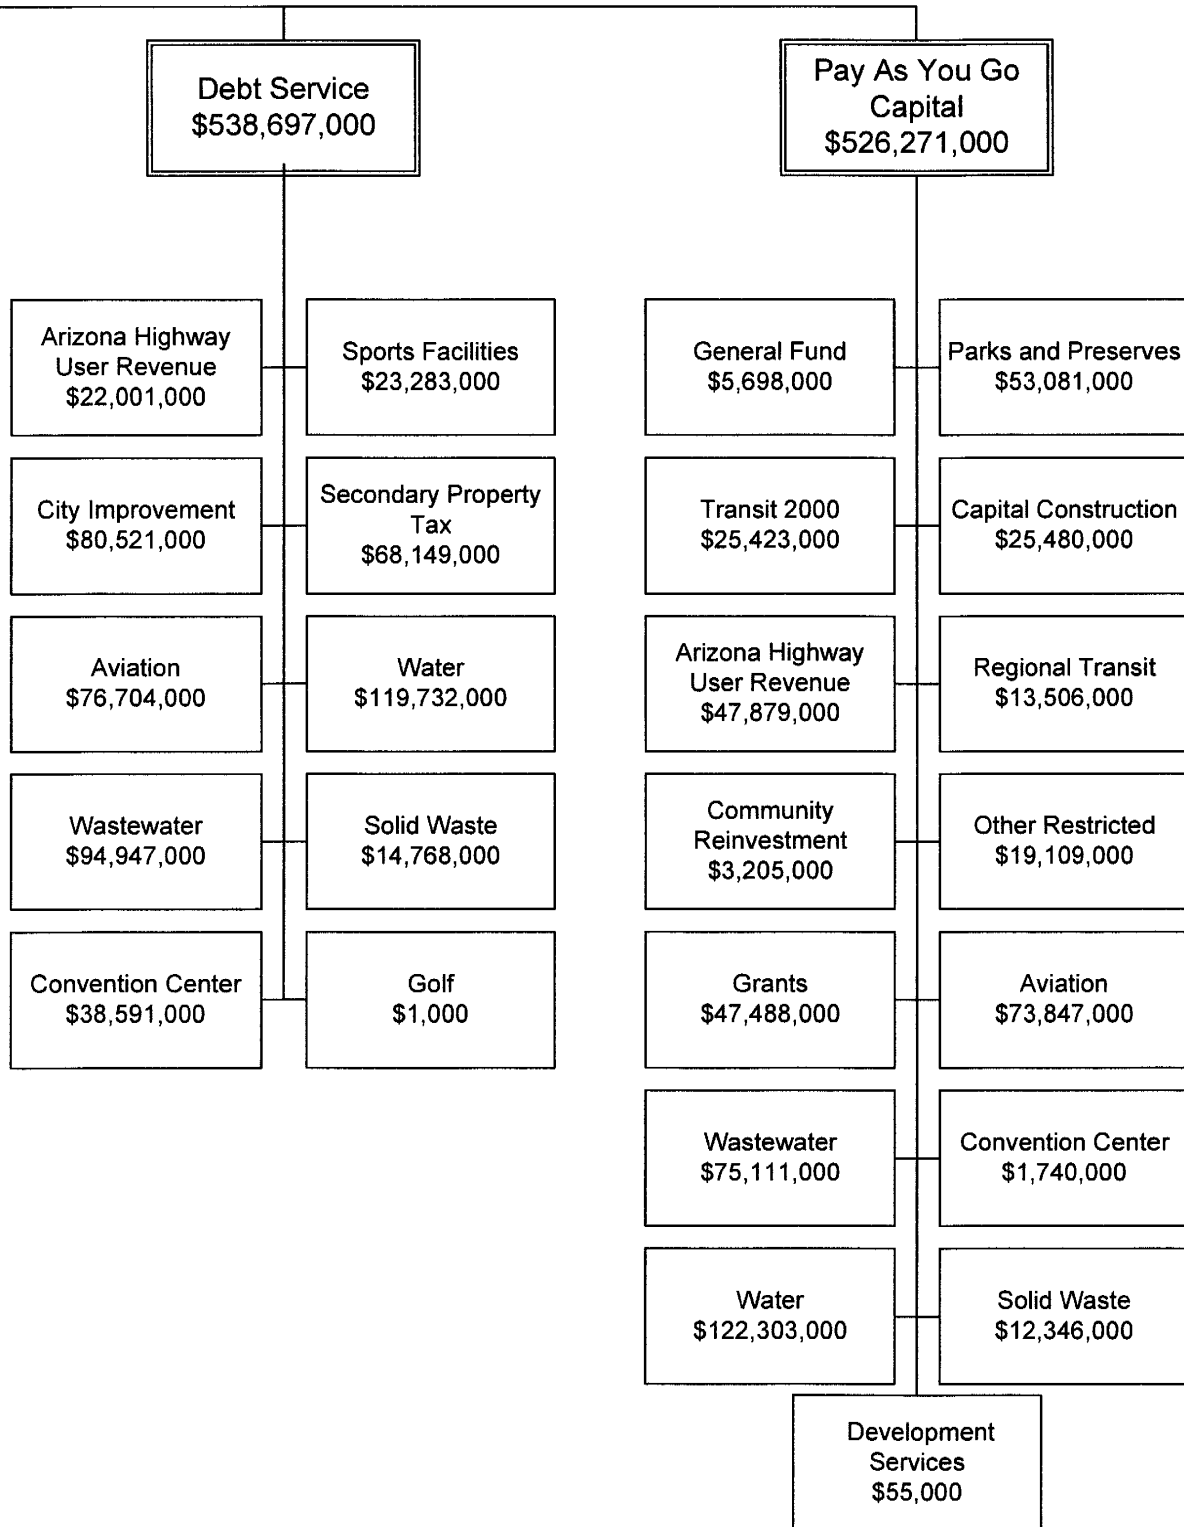 Debt Service
$538,697,000
Pay As You Go
Capital
$526,271,000
Arizona Highway
User Revenue
$22,001,000
Sports Facilities
$23,283,000
City Improvement
$80,521,000
Secondary Property
Tax
$68,149,000
Aviation
$76,704,000
Water
$119,732,000
Wastewater
$94,947,000
Solid Waste
$14,768,000
Convention Center
$38,591,000
Golf
$1,000
General Fund
$5,698,000
Parks and Preserves
$53,081,000
Transit 2000
$25,423,000
Capital Construction
$25,480,000
Arizona Highway
User Revenue
$47,879,000
Regional Transit
$13,506,000
Community
Reinvestment
$3,205,000
Other Restricted
$19,109,000
Grants
$47,488,000
Aviation
$73,847,000
Wastewater
$75,111,000
Convention Center
$1,740,000
Water
$122,303,000
Solid Waste
$12,346,000
Development
Services
$55,000